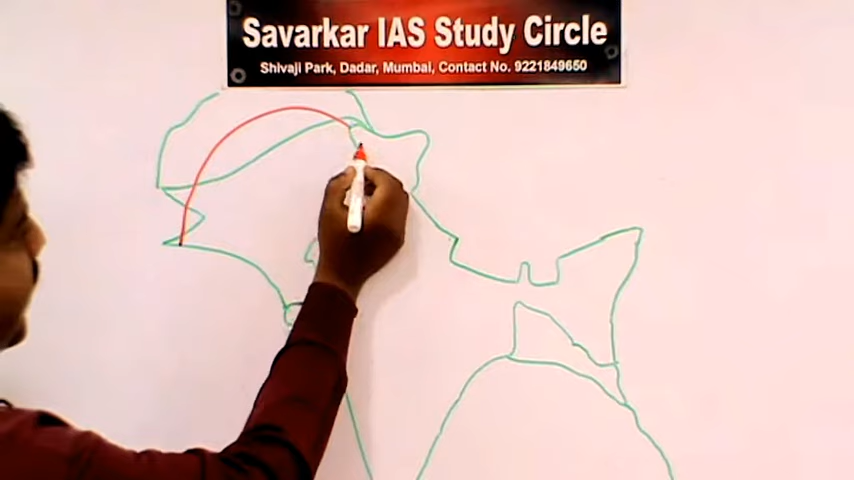 Savarkar IAS Study Circle
Shivaji Park, Dadar, Mumbai, Contact No. 9221849650